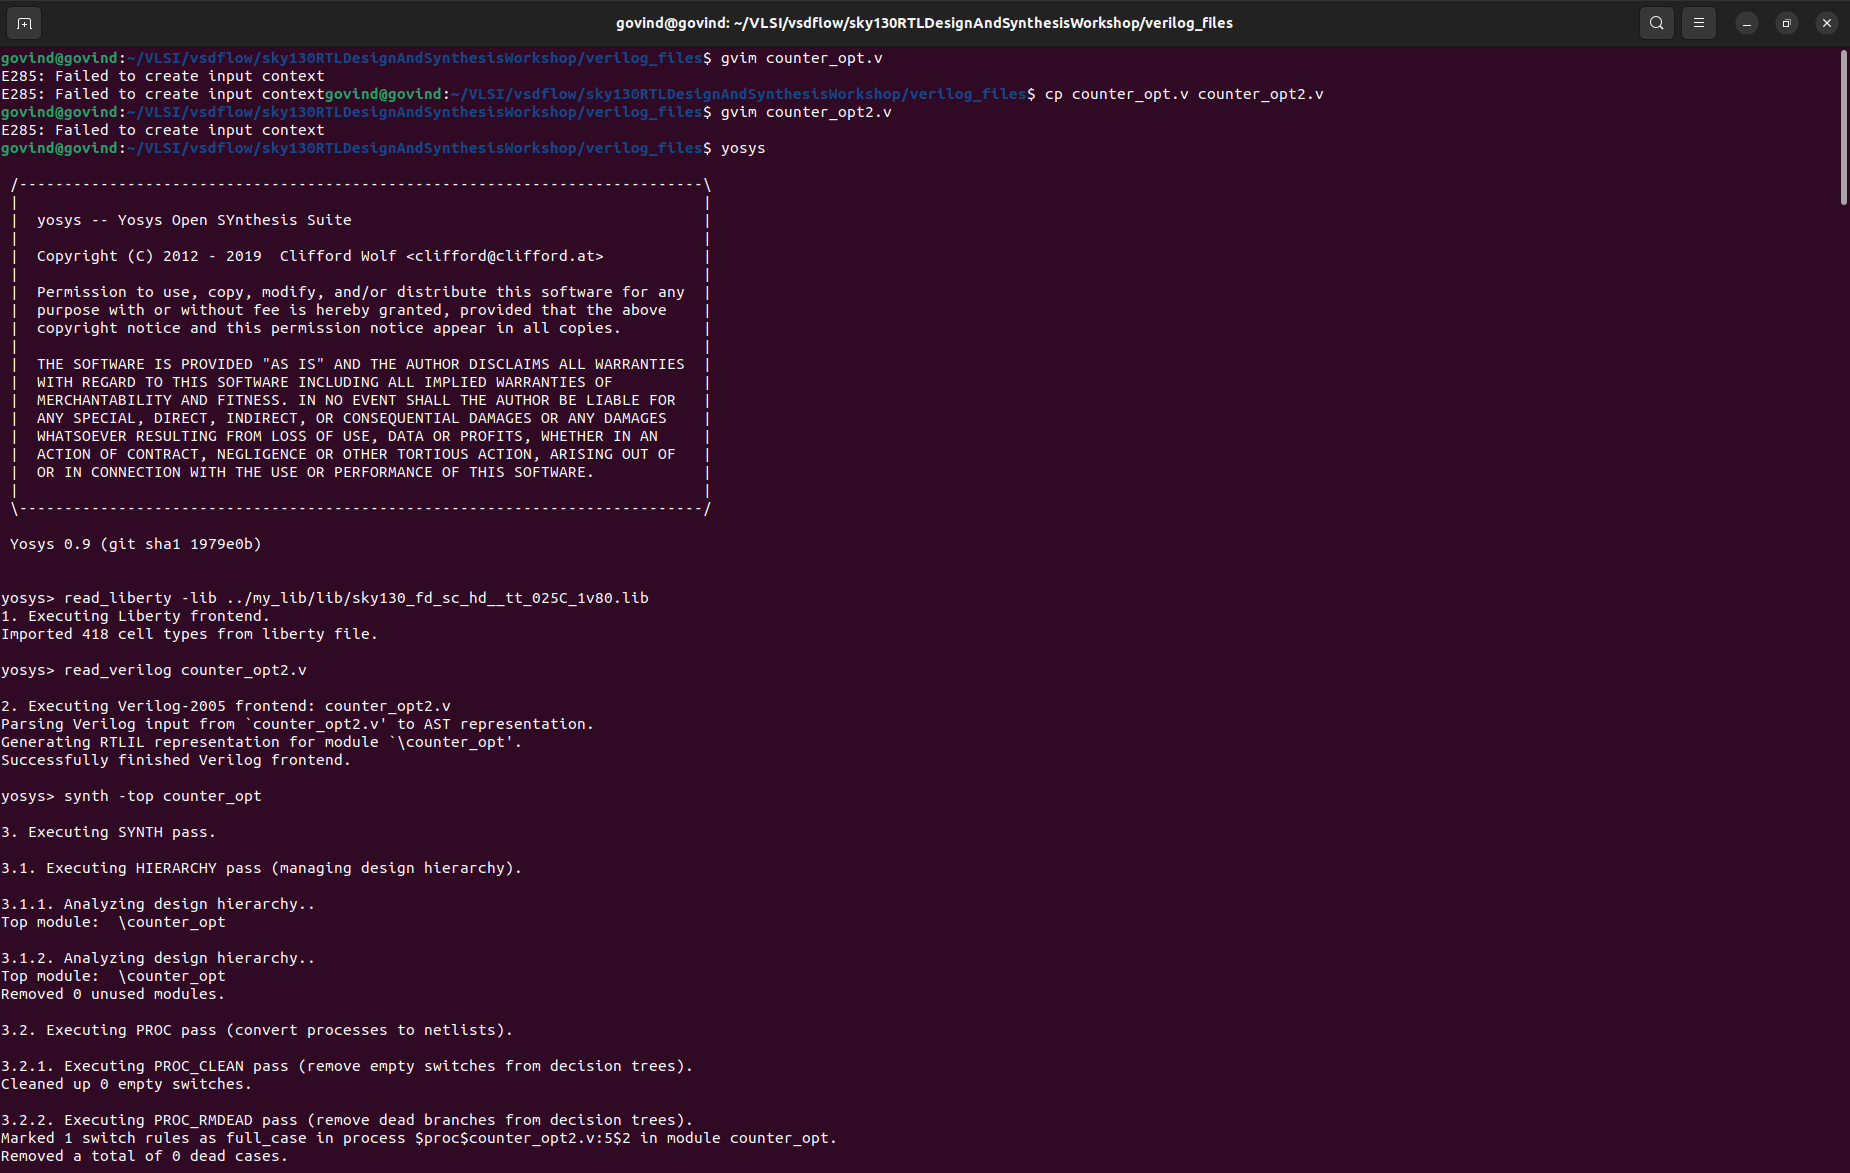 govind@govind: ~/VLSI/vsdflow/sky130RTLDesignAndSynthesisWorkshop/verilog_files
govind@govind:~/VLSI/vsdflow/sky130RTLDesignAndSynthesisWorkshop/verilog_files$ gvim counter_opt.v
E285: Failed to create input context
E285: Failed to create input contextgovind@govind:~/VLSI/vsdflow/sky130RTLDesignAndSynthesisWorkshop/verilog_files$ cp counter_opt.v counter_opt2.v
govind@govind:~/VLSI/vsdflow/sky130RTLDesignAndSynthesisWorkshop/verilog_files$ gvim counter_opt2.v
E285: Failed to create input context
govind@govind:~/VLSI/vsdflow/sky130RTLDesignAndSynthesisWorkshop/verilog_files$ yosys
/----------------------------------------------------------------------------\
|                                                                            |
|  yosys -- Yosys Open SYnthesis Suite                                       |
|                                                                            |
|  Copyright (C) 2012 - 2019  Clifford Wolf <clifford@clifford.at>           |
|                                                                            |
|  Permission to use, copy, modify, and/or distribute this software for any  |
|  purpose with or without fee is hereby granted, provided that the above    |
|  copyright notice and this permission notice appear in all copies.         |
|                                                                            |
|  THE SOFTWARE IS PROVIDED "AS IS" AND THE AUTHOR DISCLAIMS ALL WARRANTIES  |
|  WITH REGARD TO THIS SOFTWARE INCLUDING ALL IMPLIED WARRANTIES OF          |
|  MERCHANTABILITY AND FITNESS. IN NO EVENT SHALL THE AUTHOR BE LIABLE FOR   |
|  ANY SPECIAL, DIRECT, INDIRECT, OR CONSEQUENTIAL DAMAGES OR ANY DAMAGES    |
|  WHATSOEVER RESULTING FROM LOSS OF USE, DATA OR PROFITS, WHETHER IN AN     |
|  ACTION OF CONTRACT, NEGLIGENCE OR OTHER TORTIOUS ACTION, ARISING OUT OF   |
|  OR IN CONNECTION WITH THE USE OR PERFORMANCE OF THIS SOFTWARE.            |
|                                                                            |
\----------------------------------------------------------------------------/
Yosys 0.9 (git sha1 1979e0b)
yosys> read_liberty -lib ../my_lib/lib/sky130_fd_sc_hd__tt_025C_1v80.lib
1. Executing Liberty frontend.
Imported 418 cell types from liberty file.
yosys> read_verilog counter_opt2.v
2. Executing Verilog-2005 frontend: counter_opt2.v
Parsing Verilog input from `counter_opt2.v' to AST representation.
Generating RTLIL representation for module `\counter_opt'.
Successfully finished Verilog frontend.
yosys> synth -top counter_opt
3. Executing SYNTH pass.
3.1. Executing HIERARCHY pass (managing design hierarchy).
3.1.1. Analyzing design hierarchy..
Top module:  \counter_opt
3.1.2. Analyzing design hierarchy..
Top module:  \counter_opt
Removed 0 unused modules.
3.2. Executing PROC pass (convert processes to netlists).
3.2.1. Executing PROC_CLEAN pass (remove empty switches from decision trees).
Cleaned up 0 empty switches.
3.2.2. Executing PROC_RMDEAD pass (remove dead branches from decision trees).
Marked 1 switch rules as full_case in process $proc$counter_opt2.v:5$2 in module counter_opt.
Removed a total of 0 dead cases.